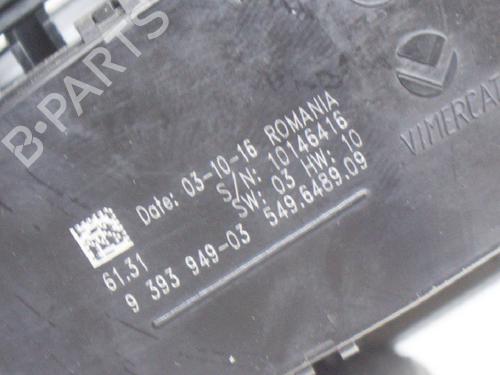 B-PARTS
VIMERCAT
Date: 03-10-16 ROMANIA
S/N: 10146416
SW: 03 HW: 10
61.31
9 393 949-03 549.6489.09